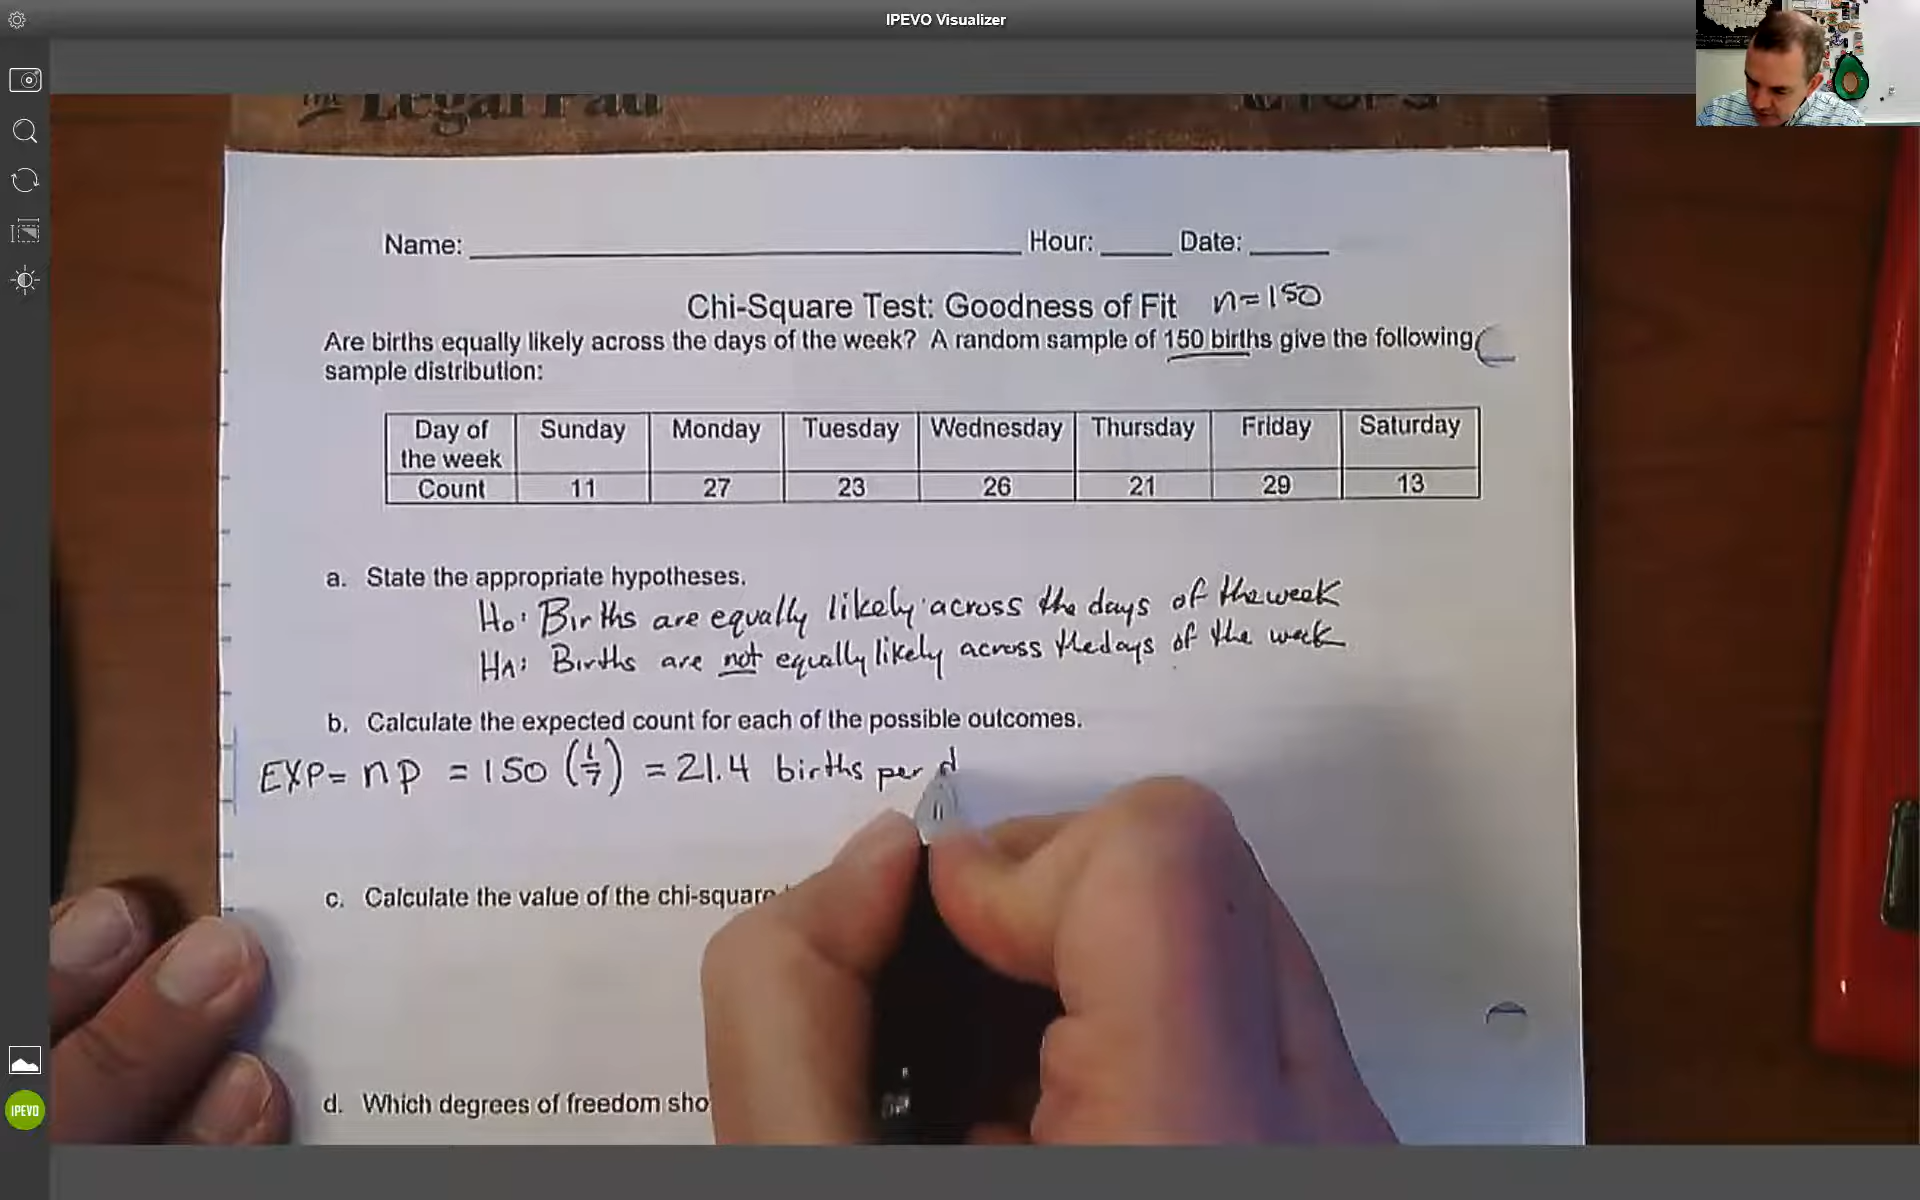 IPEVO Visualizer
The Legal Pad
Name: Hour: Date:
Chi-Square Test: Goodness of Fit n=150
Are births equally likely across the days of the week? A random sample of 150 births give the following
sample distribution:
Day of the week Sunday Monday Tuesday Wednesday Thursday Friday Saturday
Count 11 27 23 26 21 29 13
a. State the appropriate hypotheses.
Ho: Births are equally likely across the days of the week
HA: Births are not equally likely across the days of the week
b. Calculate the expected count for each of the possible outcomes.
EXP= np = 150 (1/7) = 21.4 births per d
c. Calculate the value of the chi-square
d. Which degrees of freedom sho
IPEVO